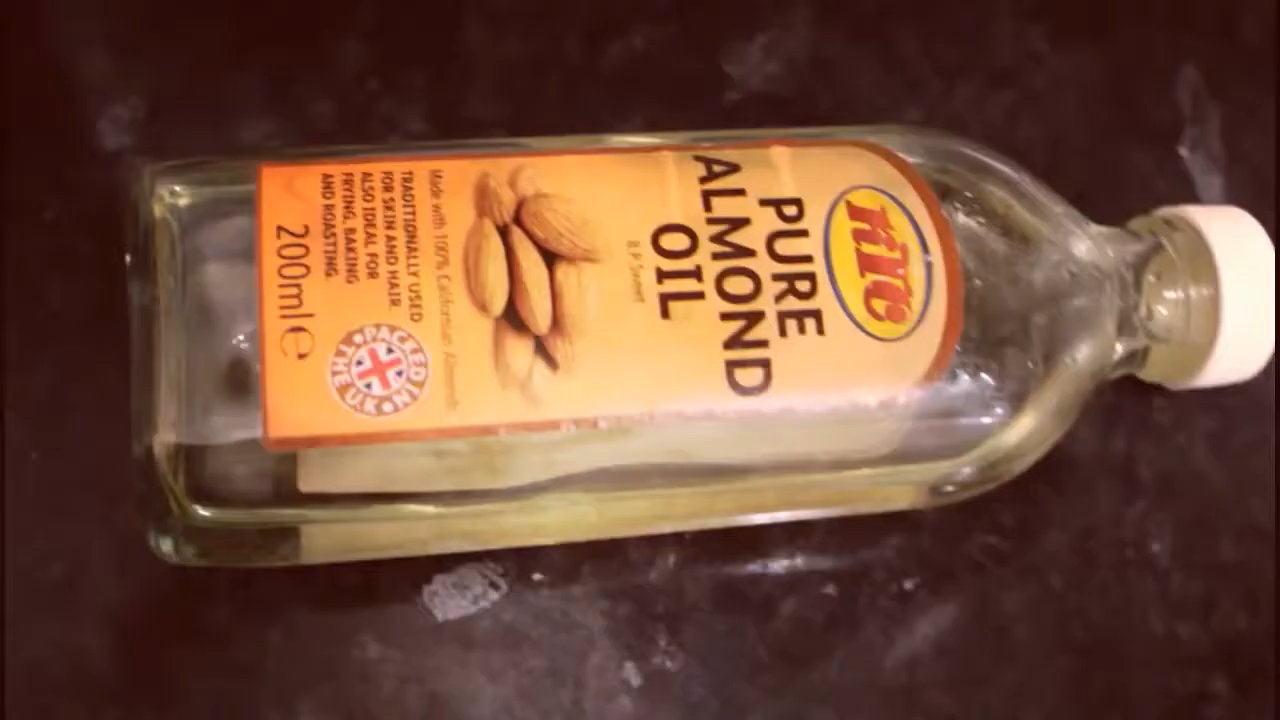 KTC
PURE
ALMOND
OIL
B.P. Sweet
Made with 100% Californian Almonds
TRADITIONALLY USED
FOR SKIN AND HAIR.
ALSO IDEAL FOR
FRYING, BAKING
AND ROASTING.
200ml e
PACKED IN
THE U.K